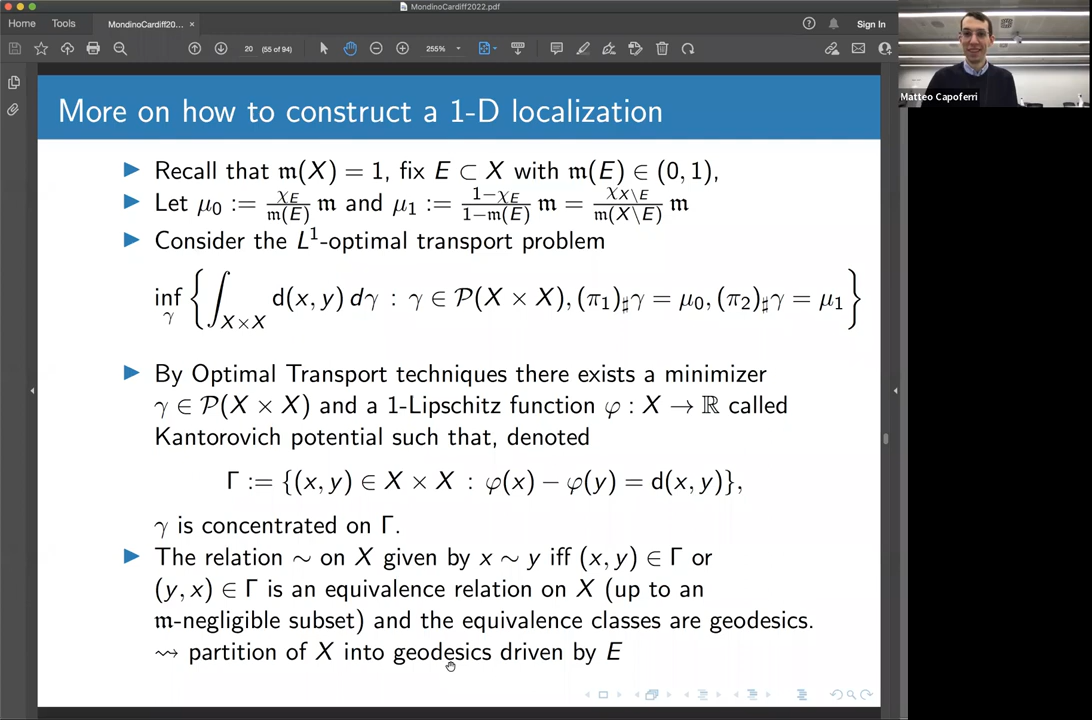 MondinoCardiff2022.pdf
Home Tools MondinoCardiff20... × Sign In
20 (55 of 94) 255%
Matteo Capoferri
More on how to construct a 1-D localization
Recall that 𝔪(X) = 1, fix E ⊂ X with 𝔪(E) ∈ (0, 1),
Let μ₀ := χ_E/𝔪(E) 𝔪 and μ₁ := (1−χ_E)/(1−𝔪(E)) 𝔪 = χ_{X\E}/𝔪(X\E) 𝔪
Consider the L¹-optimal transport problem
inf_γ { ∫_{X×X} d(x, y) dγ : γ ∈ 𝒫(X × X), (π₁)_♯γ = μ₀, (π₂)_♯γ = μ₁ }
By Optimal Transport techniques there exists a minimizer
γ ∈ 𝒫(X × X) and a 1-Lipschitz function φ : X → ℝ called
Kantorovich potential such that, denoted
Γ := {(x, y) ∈ X × X : φ(x) − φ(y) = d(x, y)},
γ is concentrated on Γ.
The relation ∼ on X given by x ∼ y iff (x, y) ∈ Γ or
(y, x) ∈ Γ is an equivalence relation on X (up to an
𝔪-negligible subset) and the equivalence classes are geodesics.
⇝ partition of X into geodesics driven by E